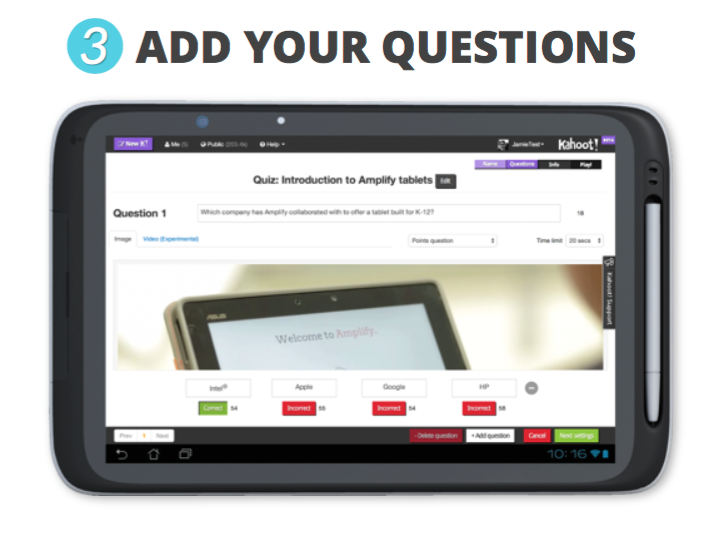 3 ADD YOUR QUESTIONS
New K! Me (5) Public (203.4k) Help JamieTest Kahoot! BETA
Name Questions Info Play!
Quiz: Introduction to Amplify tablets Edit
Question 1 Which company has Amplify collaborated with to offer a tablet built for K-12? 18
Image Video (Experimental) Points question Time limit 20 secs
Kahoot! Support
ASUS
Welcome to Amplify.
Intel® Apple Google HP
Correct 54 Incorrect 55 Incorrect 54 Incorrect 58
Prev 1 Next - Delete question + Add question Cancel Next: settings
10:16